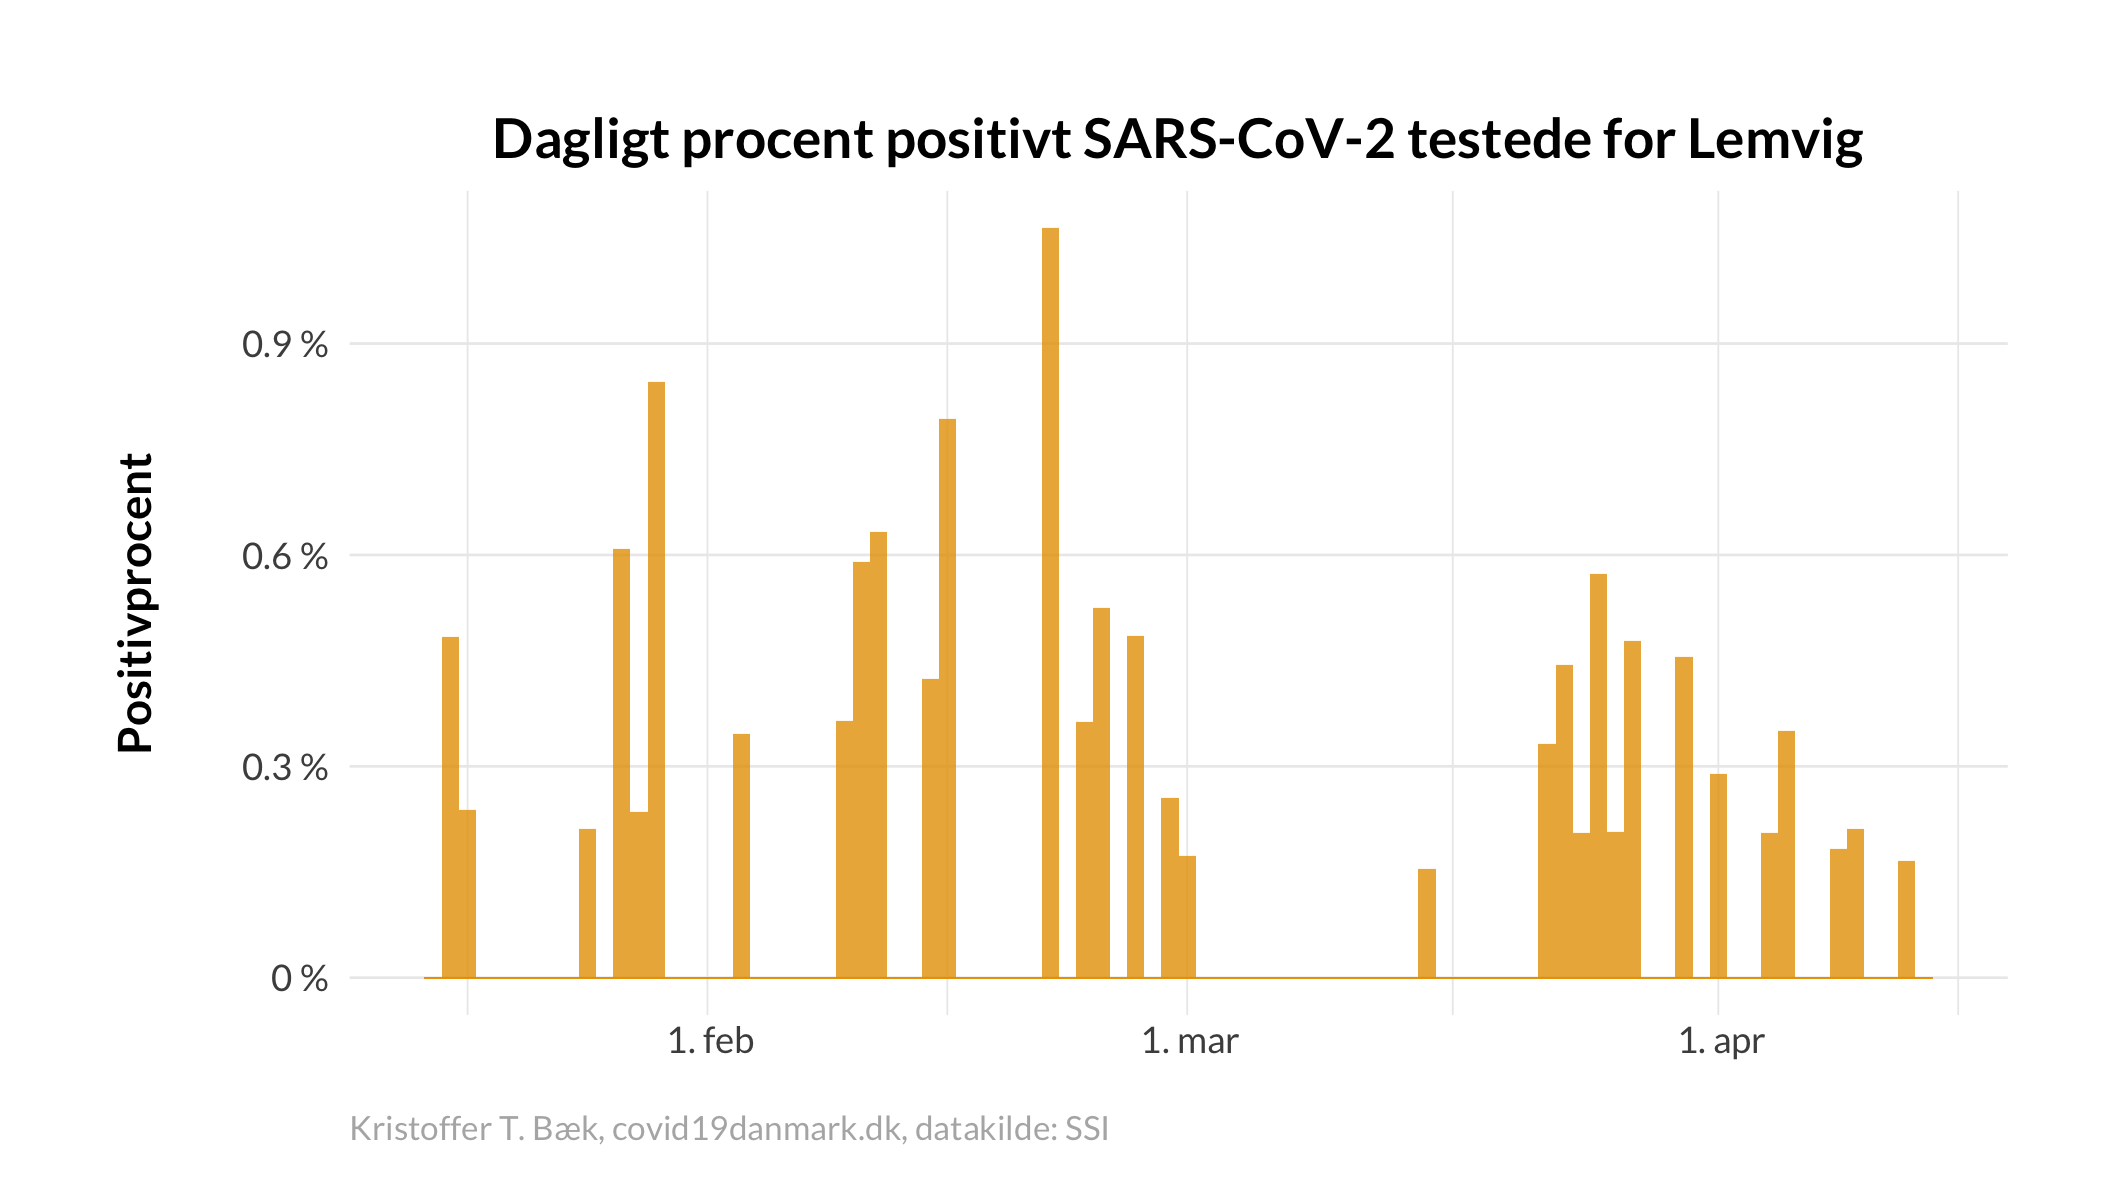 Dagligt procent positivt SARS-CoV-2 testede for Lemvig
Positivprocent
0.9 %
0.6 %
0.3 %
0 %
1. feb
1. mar
1. apr
Kristoffer T. Bæk, covid19danmark.dk, datakilde: SSI